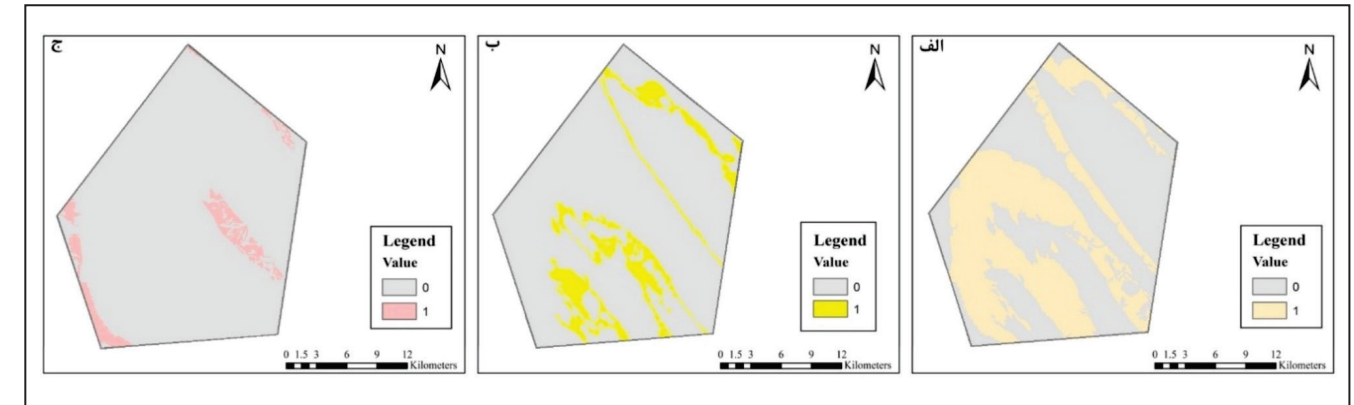 الف
N
Legend
Value
0
1
0 1.5 3 6 9 12
Kilometers
ب
N
Legend
Value
0
1
0 1.5 3 6 9 12
Kilometers
ج
N
Legend
Value
0
1
0 1.5 3 6 9 12
Kilometers